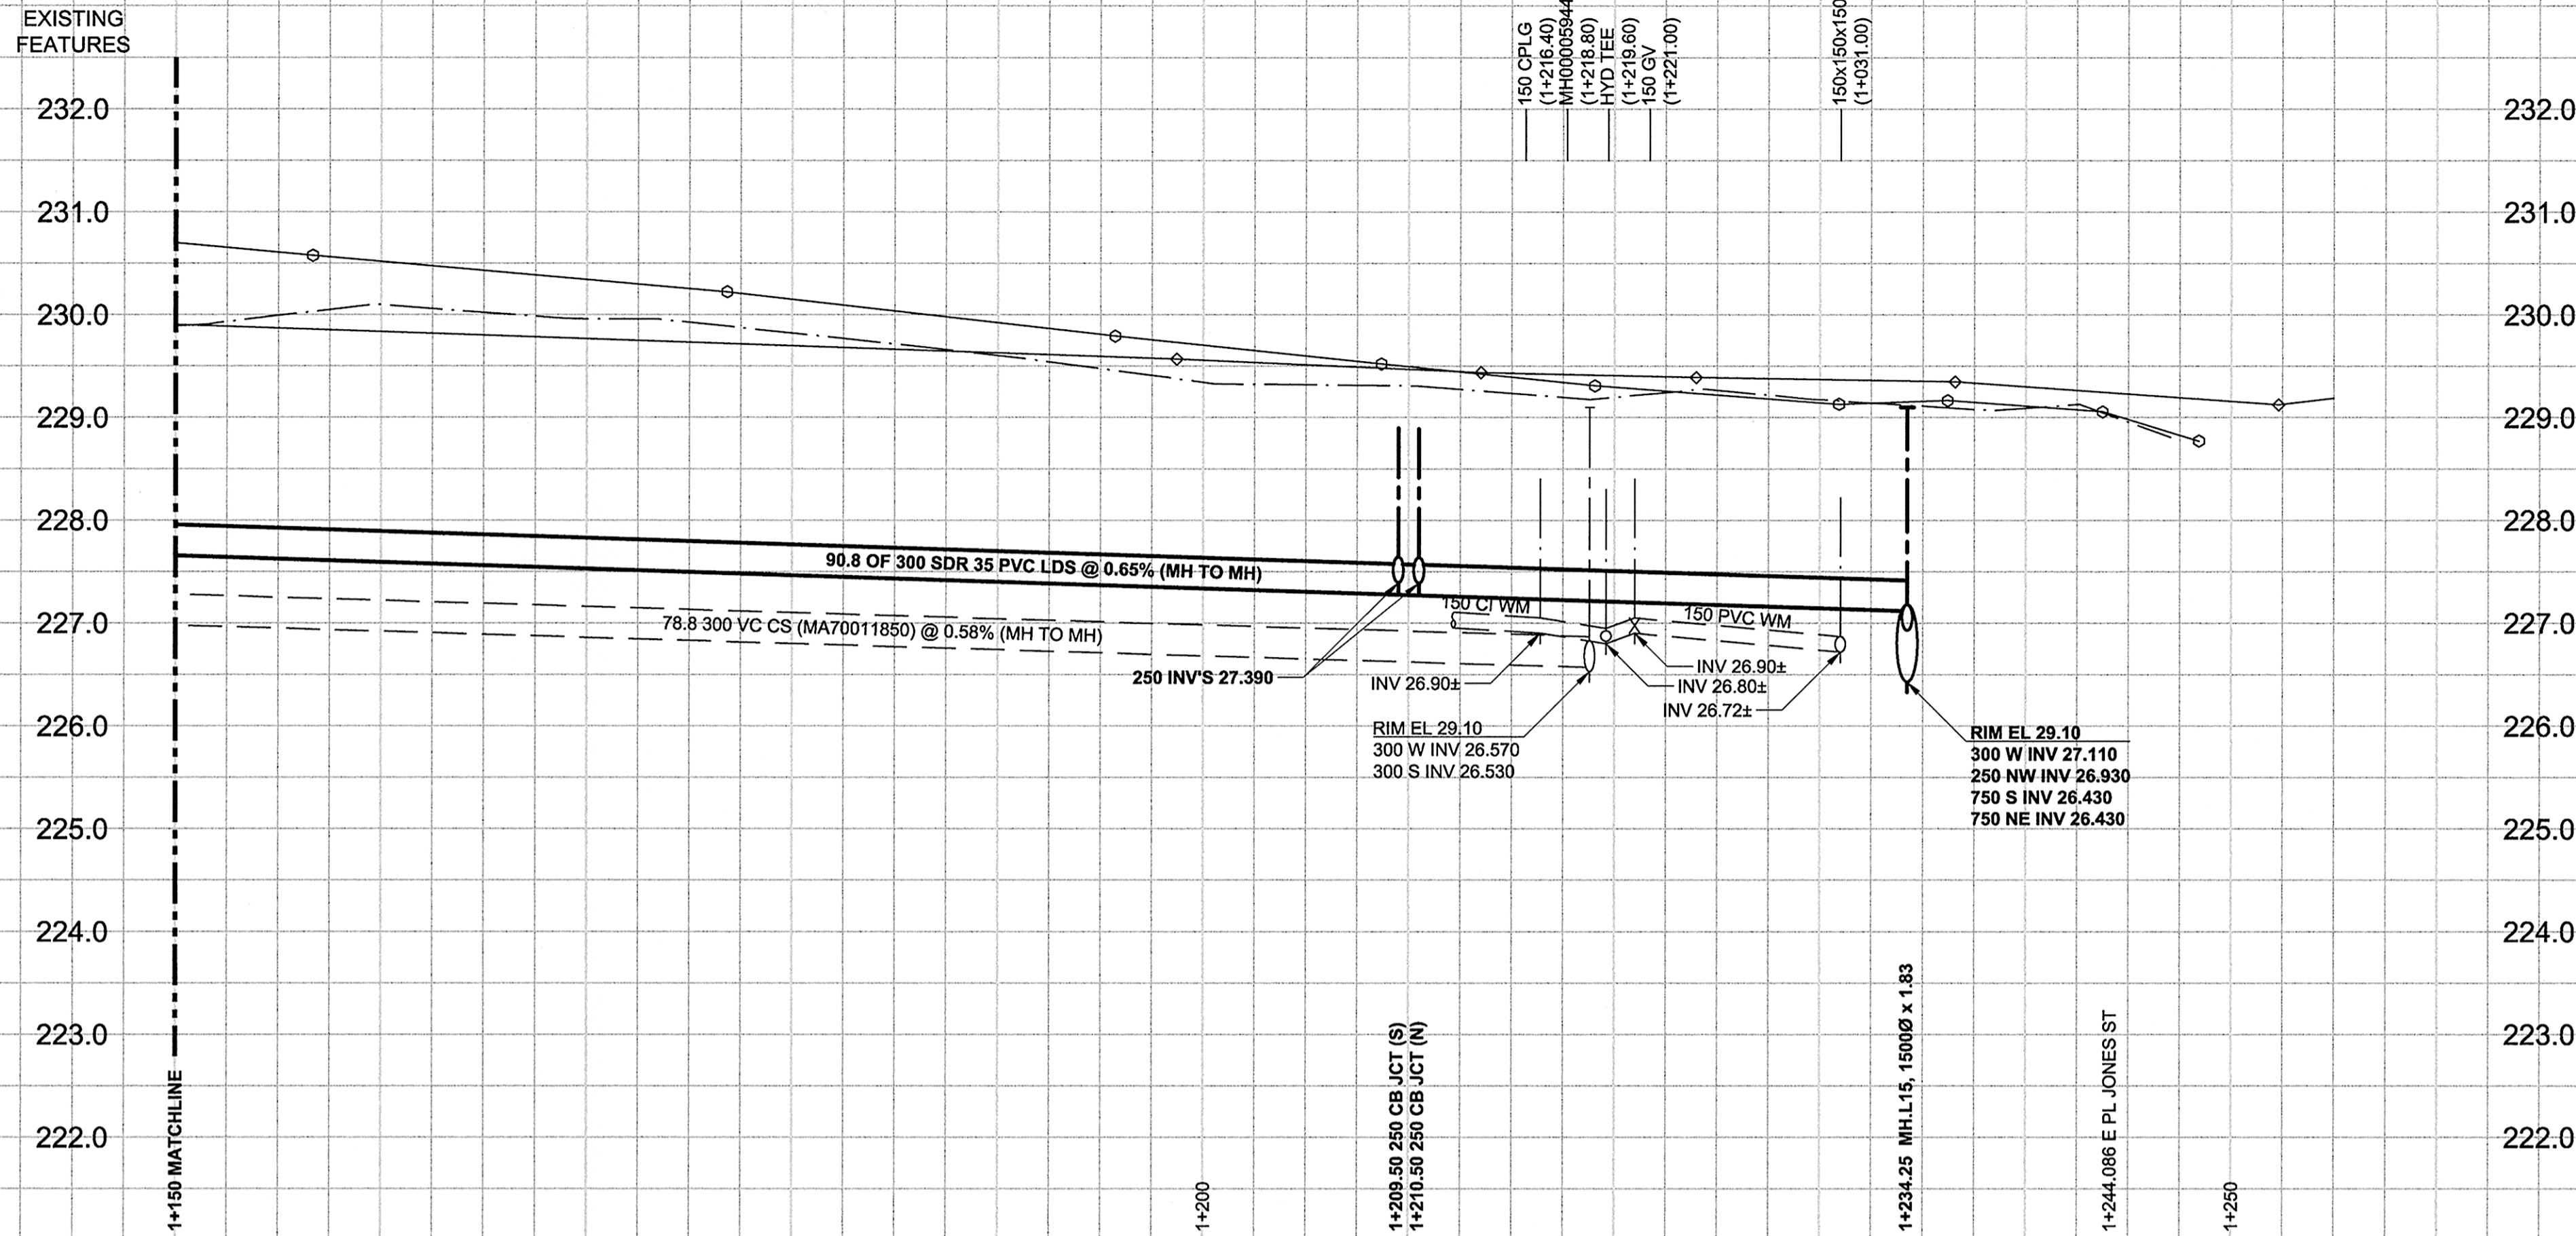 EXISTING
FEATURES
150 CPLG
(1+216.40)
MH00005944
(1+218.80)
HYD TEE
(1+219.60)
150 GV
(1+221.00)
150x150x150
(1+031.00)
232.0
232.0
231.0
231.0
230.0
230.0
229.0
229.0
228.0
228.0
90.8 OF 300 SDR 35 PVC LDS @ 0.65% (MH TO MH)
227.0
227.0
78.8 300 VC CS (MA70011850) @ 0.58% (MH TO MH)
150 CI WM
150 PVC WM
250 INV'S 27.390
INV 26.90±
INV 26.90±
INV 26.80±
INV 26.72±
226.0
226.0
RIM EL 29.10
300 W INV 26.570
300 S INV 26.530
RIM EL 29.10
300 W INV 27.110
250 NW INV 26.930
750 S INV 26.430
750 NE INV 26.430
225.0
225.0
224.0
224.0
223.0
223.0
222.0
222.0
1+150 MATCHLINE
1+200
1+209.50 250 CB JCT (S)
1+210.50 250 CB JCT (N)
1+234.25 MH.L15, 1500Ø x 1.83
1+244.086 E PL JONES ST
1+250